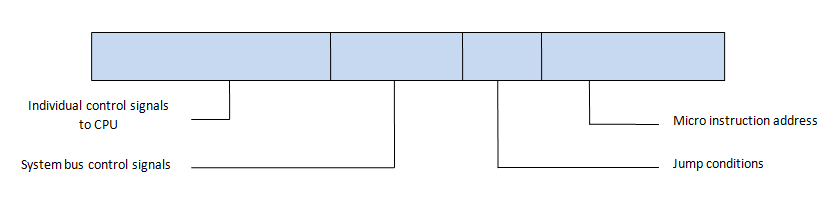 Individual control signals
to CPU
System bus control signals
Micro instruction address
Jump conditions